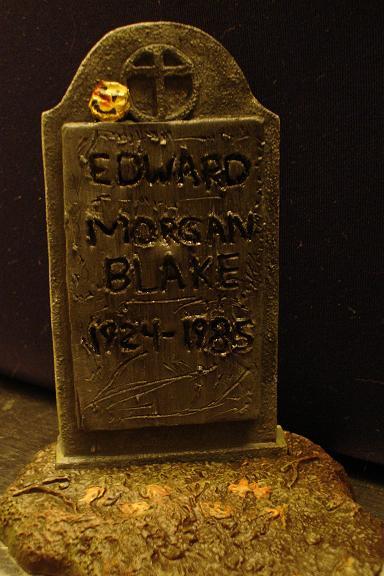 EDWARD
MORGAN
BLAKE
1924-1985